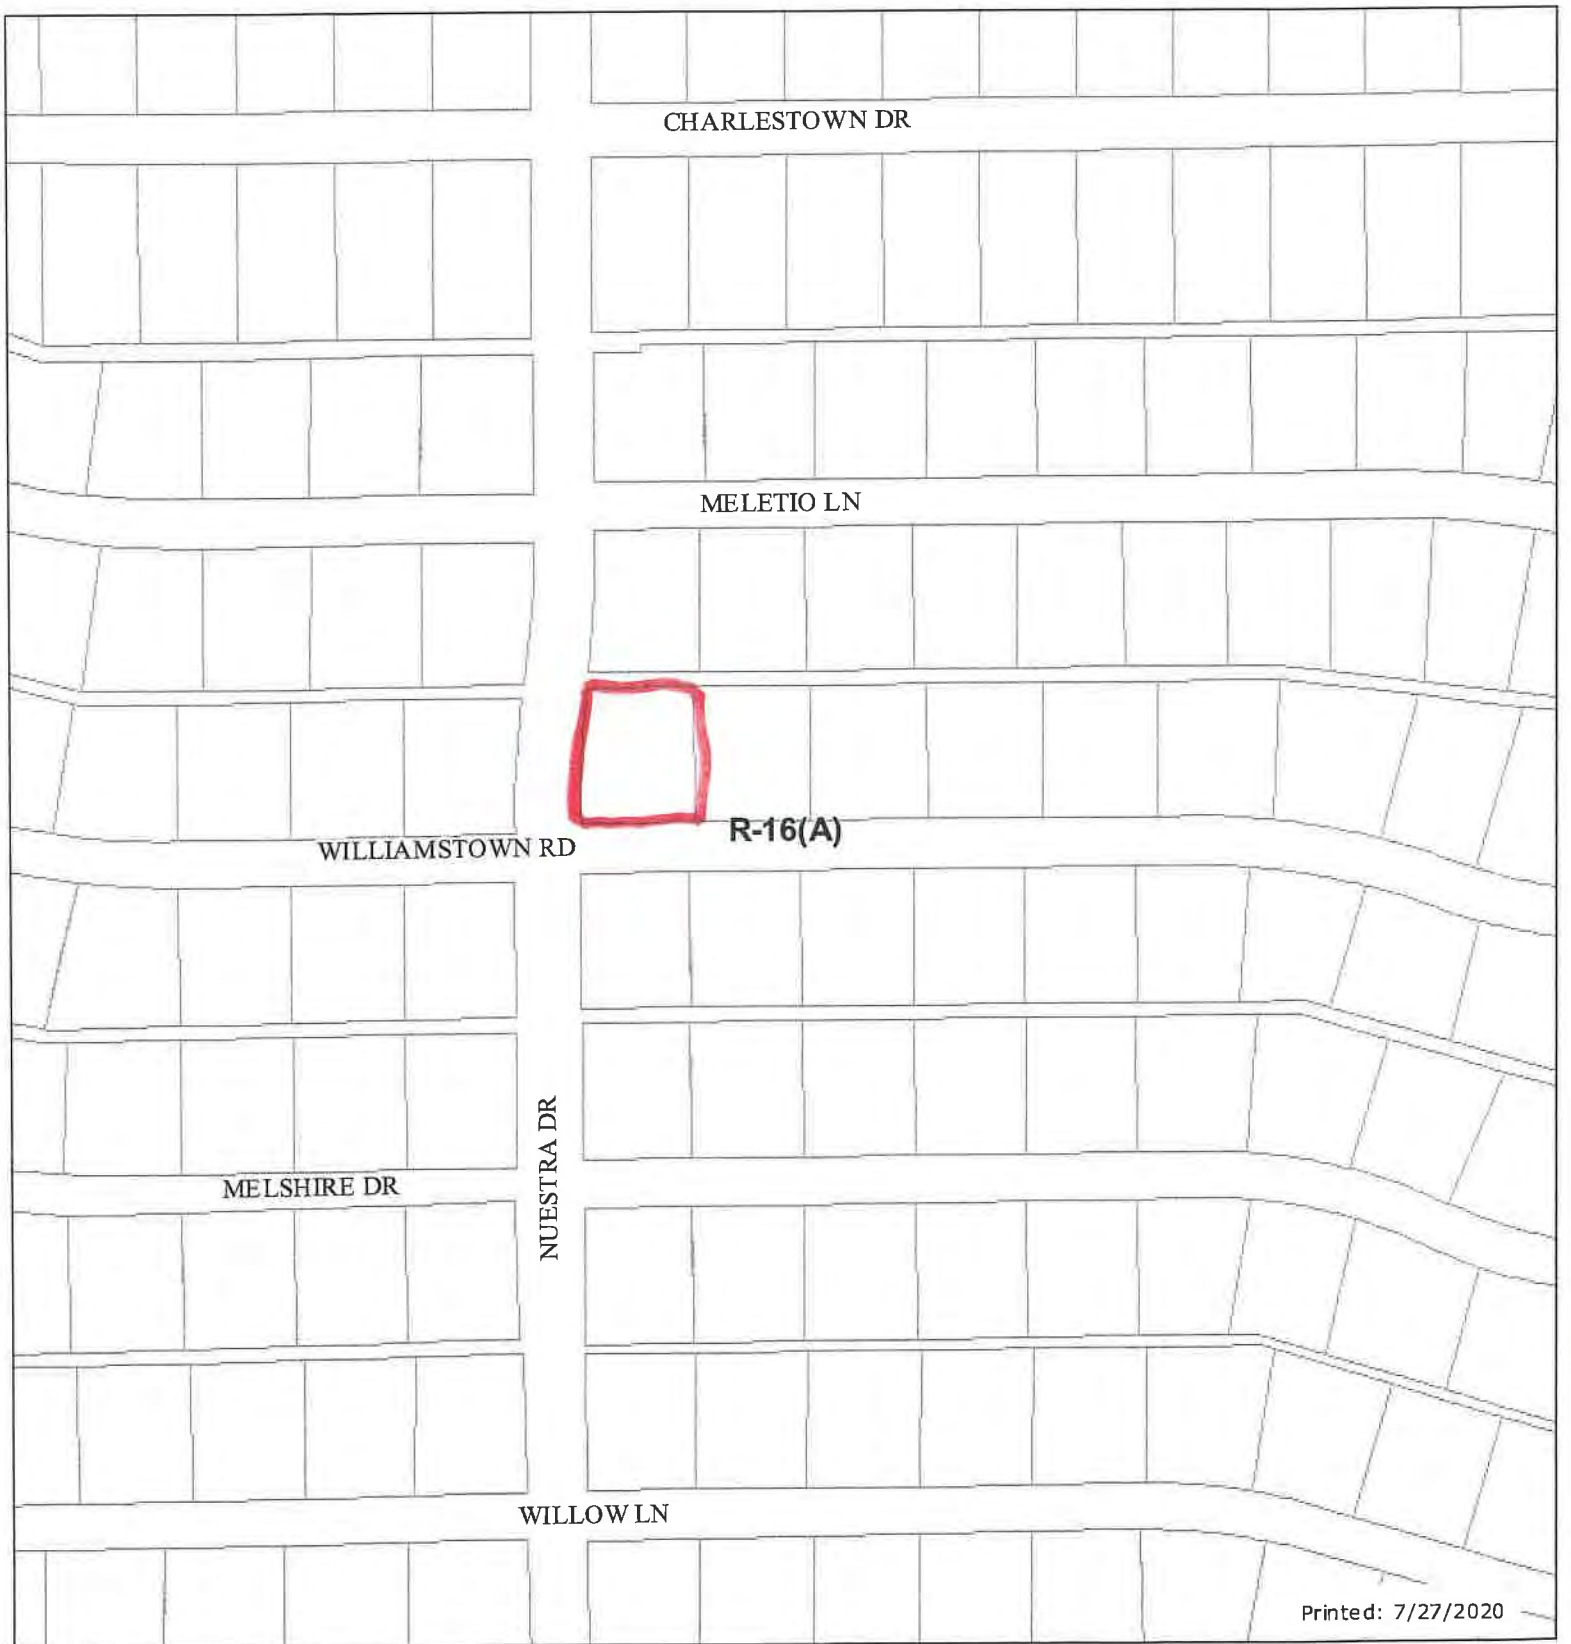 CHARLESTOWN DR
MELETIO LN
R-16(A)
WILLIAMSTOWN RD
NUESTRA DR
MELSHIRE DR
WILLOW LN
Printed: 7/27/2020